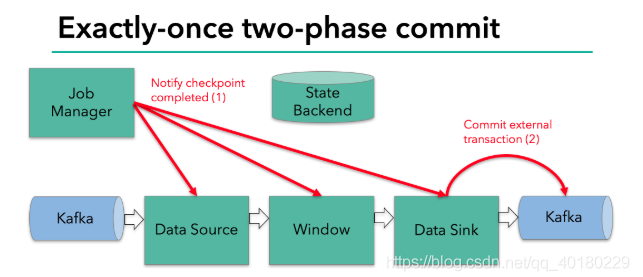 Exactly-once two-phase commit
Job
Manager
Notify checkpoint
completed (1)
State
Backend
Commit external
transaction (2)
Kafka
Data Source
Window
Data Sink
Kafka
https://blog.csdn.net/qq_40180229